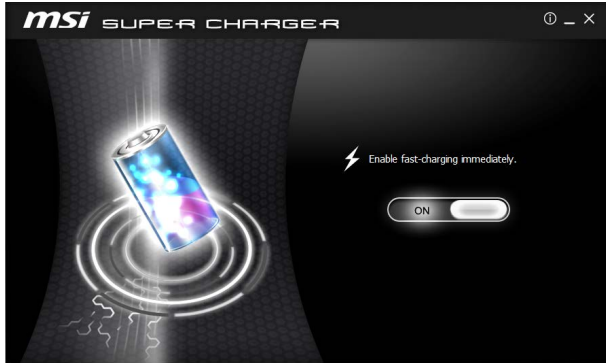 msi SUPER CHARGER
Enable fast-charging immediately.
ON